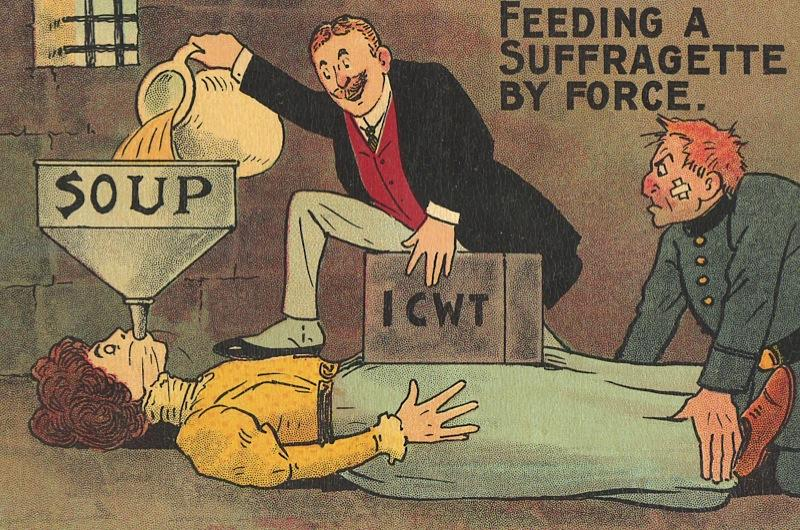 FEEDING A
SUFFRAGETTE
BY FORCE.
SOUP
1 CWT